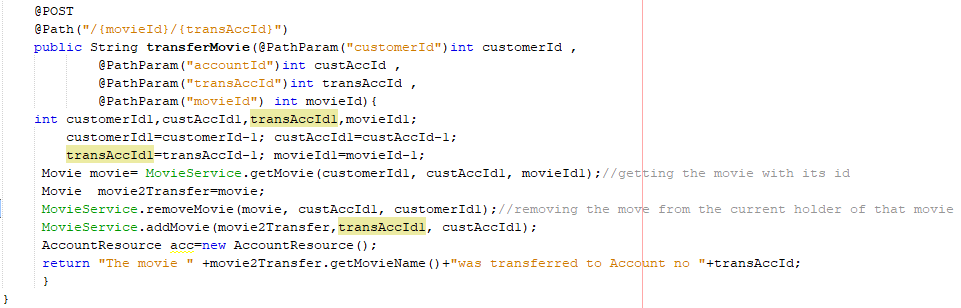 @POST
@Path("/{movieId}/{transAccId}")
public String transferMovie(@PathParam("customerId")int customerId ,
@PathParam("accountId")int custAccId ,
@PathParam("transAccId")int transAccId ,
@PathParam("movieId") int movieId){
int customerId1,custAccId1,transAccId1,movieId1;
customerId1=customerId-1; custAccId1=custAccId-1;
transAccId1=transAccId-1; movieId1=movieId-1;
Movie movie= MovieService.getMovie(customerId1, custAccId1, movieId1);//getting the movie with its id
Movie  movie2Transfer=movie;
MovieService.removeMovie(movie, custAccId1, customerId1);//removing the move from the current holder of that movie
MovieService.addMovie(movie2Transfer,transAccId1, custAccId1);
AccountResource acc=new AccountResource();
return "The movie " +movie2Transfer.getMovieName()+"was transferred to Account no "+transAccId;
}
}